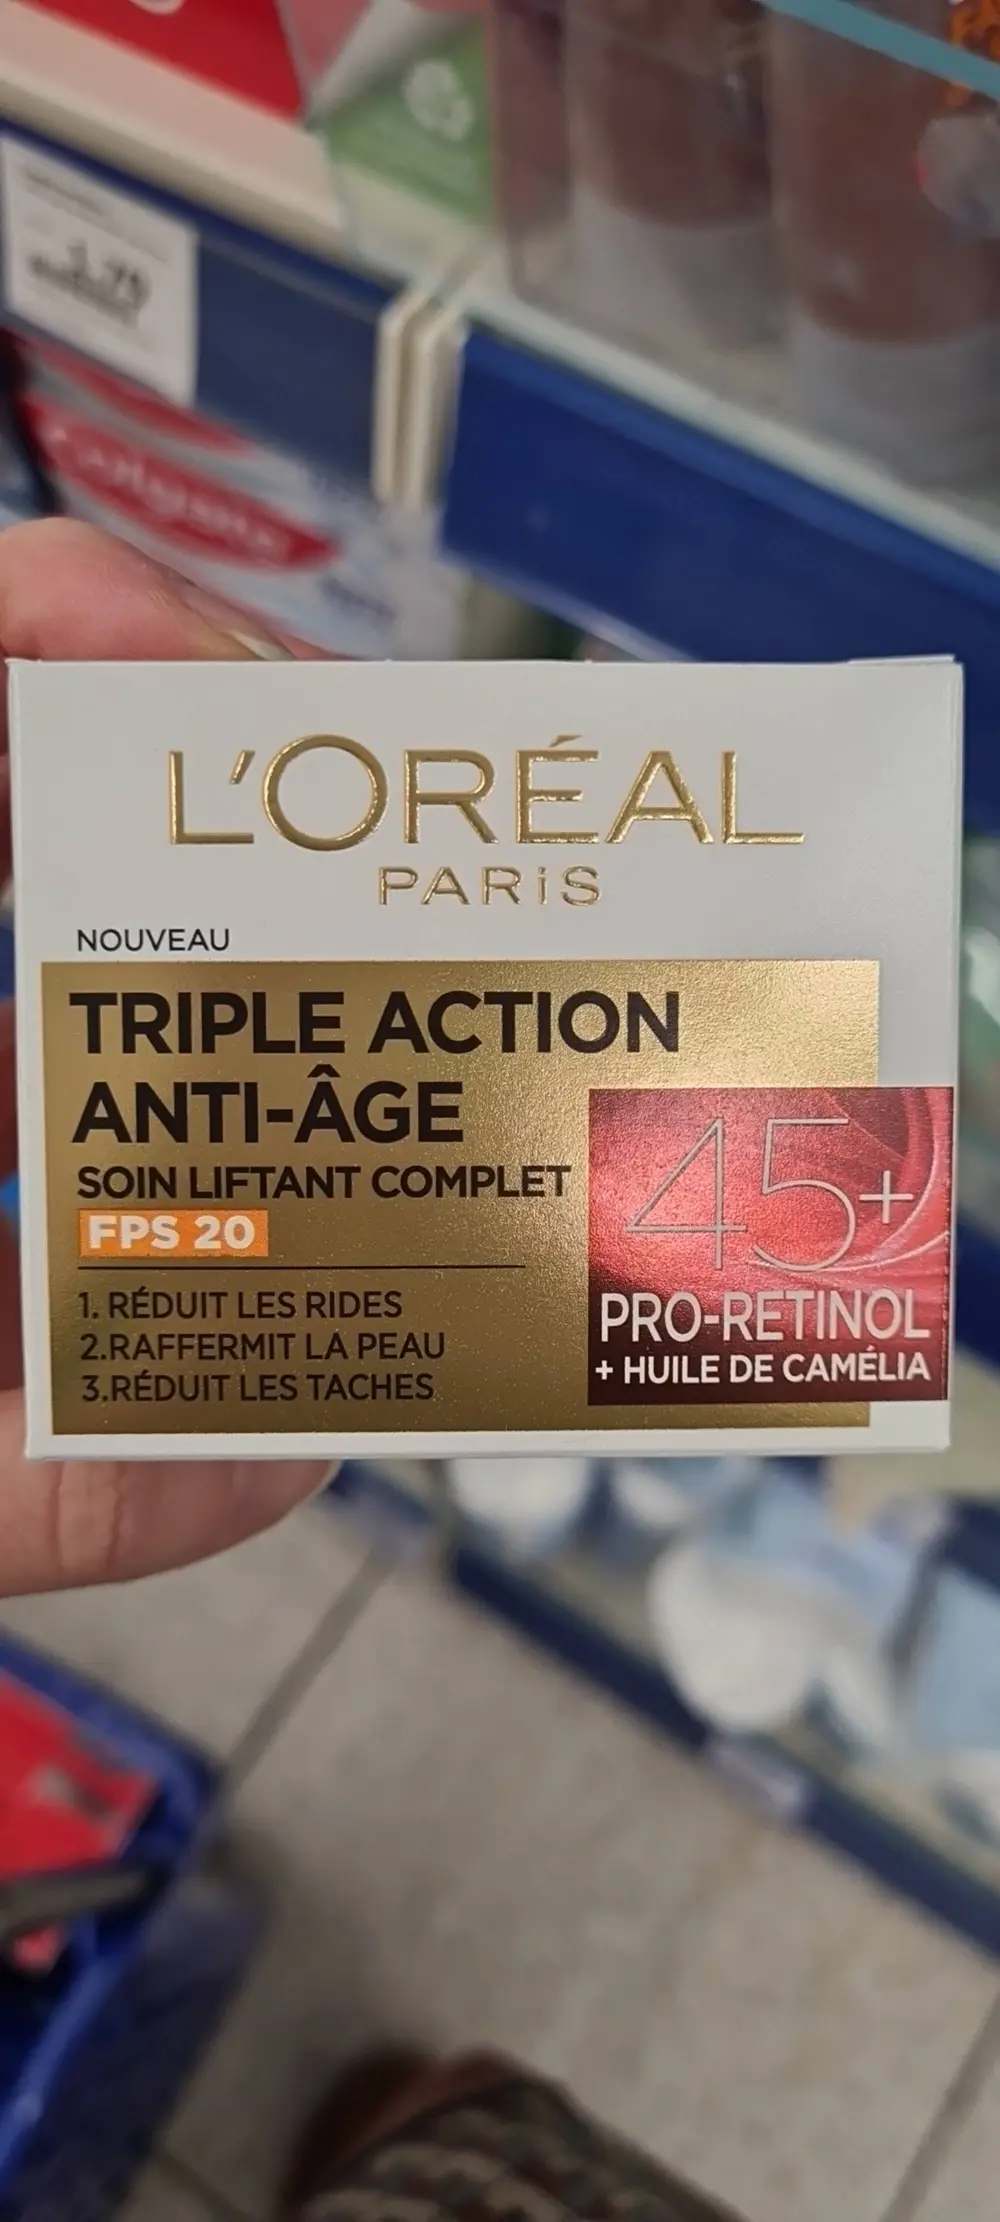 L'ORÉAL
PARiS
NOUVEAU
TRIPLE ACTION
ANTI-ÂGE
SOIN LIFTANT COMPLET
FPS 20
1. RÉDUIT LES RIDES
2.RAFFERMIT LA PEAU
3.RÉDUIT LES TACHES
45+
PRO-RETINOL
+ HUILE DE CAMÉLIA